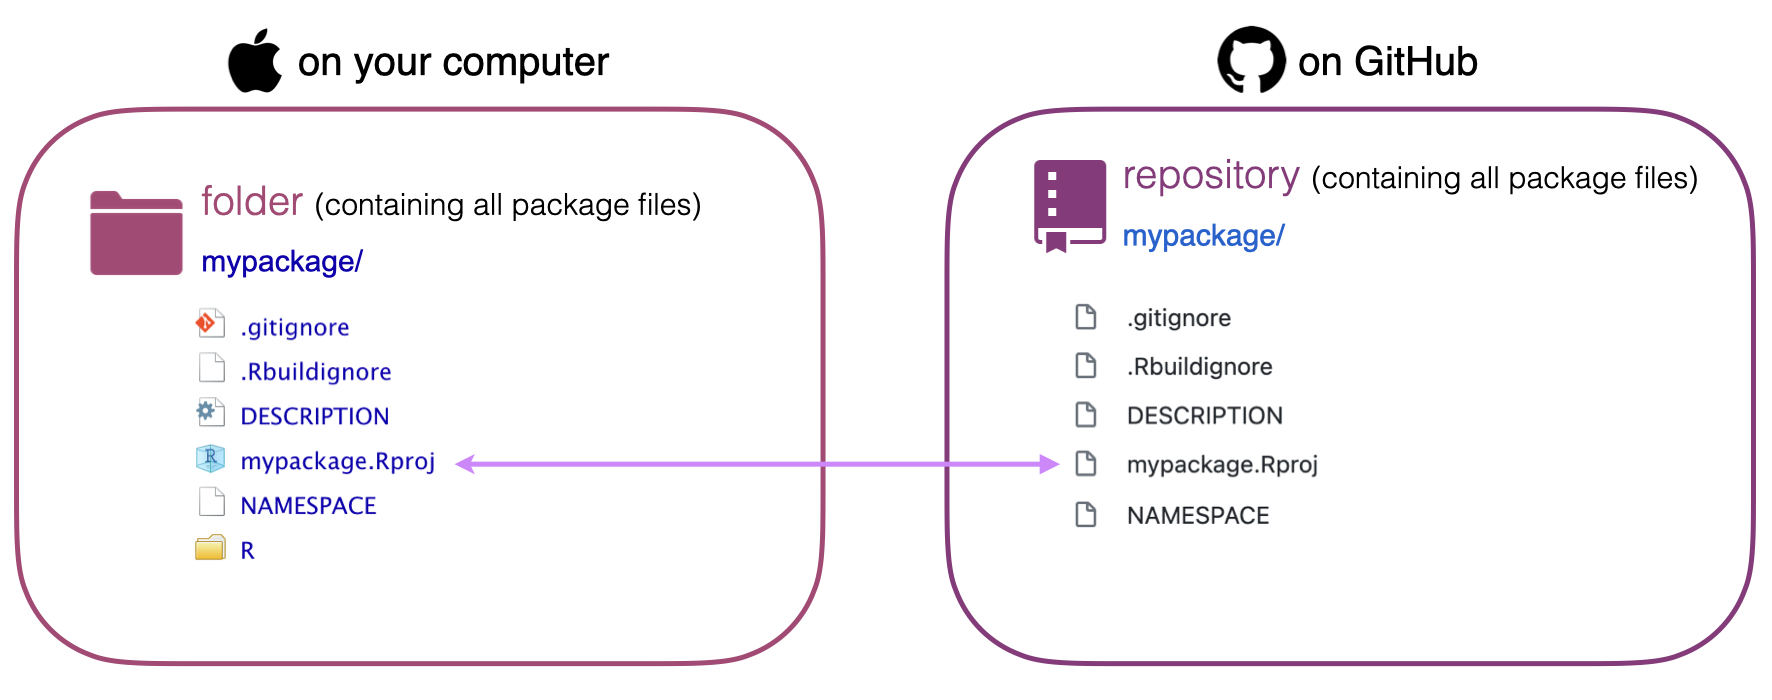 on your computer
folder (containing all package files)
mypackage/
.gitignore
.Rbuildignore
DESCRIPTION
mypackage.Rproj
NAMESPACE
R
on GitHub
repository (containing all package files)
mypackage/
.gitignore
.Rbuildignore
DESCRIPTION
mypackage.Rproj
NAMESPACE